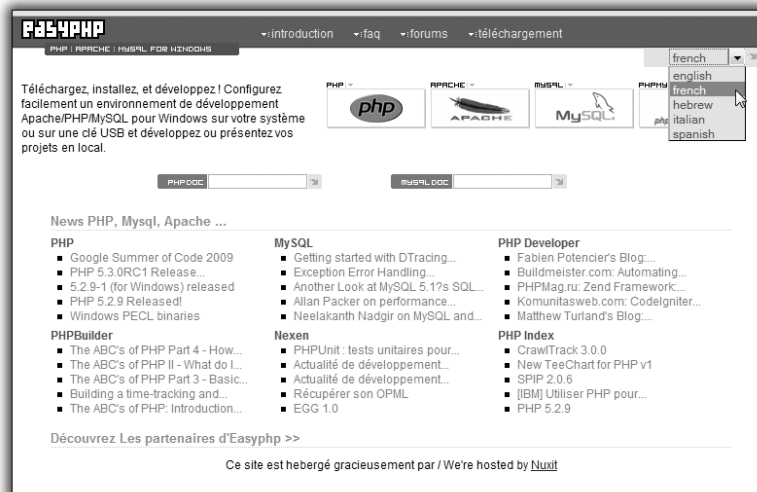 EASYPHP
introduction faq forums téléchargement
PHP | APACHE | MYSQL FOR WINDOWS
french
english
french
hebrew
italian
spanish
Téléchargez, installez, et développez ! Configurez
facilement un environnement de développement
Apache/PHP/MySQL pour Windows sur votre système
ou sur une clé USB et développez ou présentez vos
projets en local.
PHP APACHE MYSQL PHPMY
php APACHE MySQL php
PHP DOC MYSQL DOC
News PHP, Mysql, Apache ...
PHP
Google Summer of Code 2009
PHP 5.3.0RC1 Release...
5.2.9-1 (for Windows) released
PHP 5.2.9 Released!
Windows PECL binaries
MySQL
Getting started with DTracing...
Exception Error Handling...
Another Look at MySQL 5.1?s SQL...
Allan Packer on performance...
Neelakanth Nadgir on MySQL and...
PHP Developer
Fabien Potencier's Blog:...
Buildmeister.com: Automating...
PHPMag.ru: Zend Framework:...
Komunitasweb.com: CodeIgniter...
Matthew Turland's Blog:...
PHPBuilder
The ABC's of PHP Part 4 - How...
The ABC's of PHP II - What do I...
The ABC's of PHP Part 3 - Basic...
Building a time-tracking and...
The ABC's of PHP: Introduction...
Nexen
PHPUnit : tests unitaires pour...
Actualité de développement...
Actualité de développement...
Récupérer son OPML
EGG 1.0
PHP Index
CrawlTrack 3.0.0
New TeeChart for PHP v1
SPIP 2.0.6
[IBM] Utiliser PHP pour...
PHP 5.2.9
Découvrez Les partenaires d'Easyphp >>
Ce site est hebergé gracieusement par / We're hosted by Nuxit